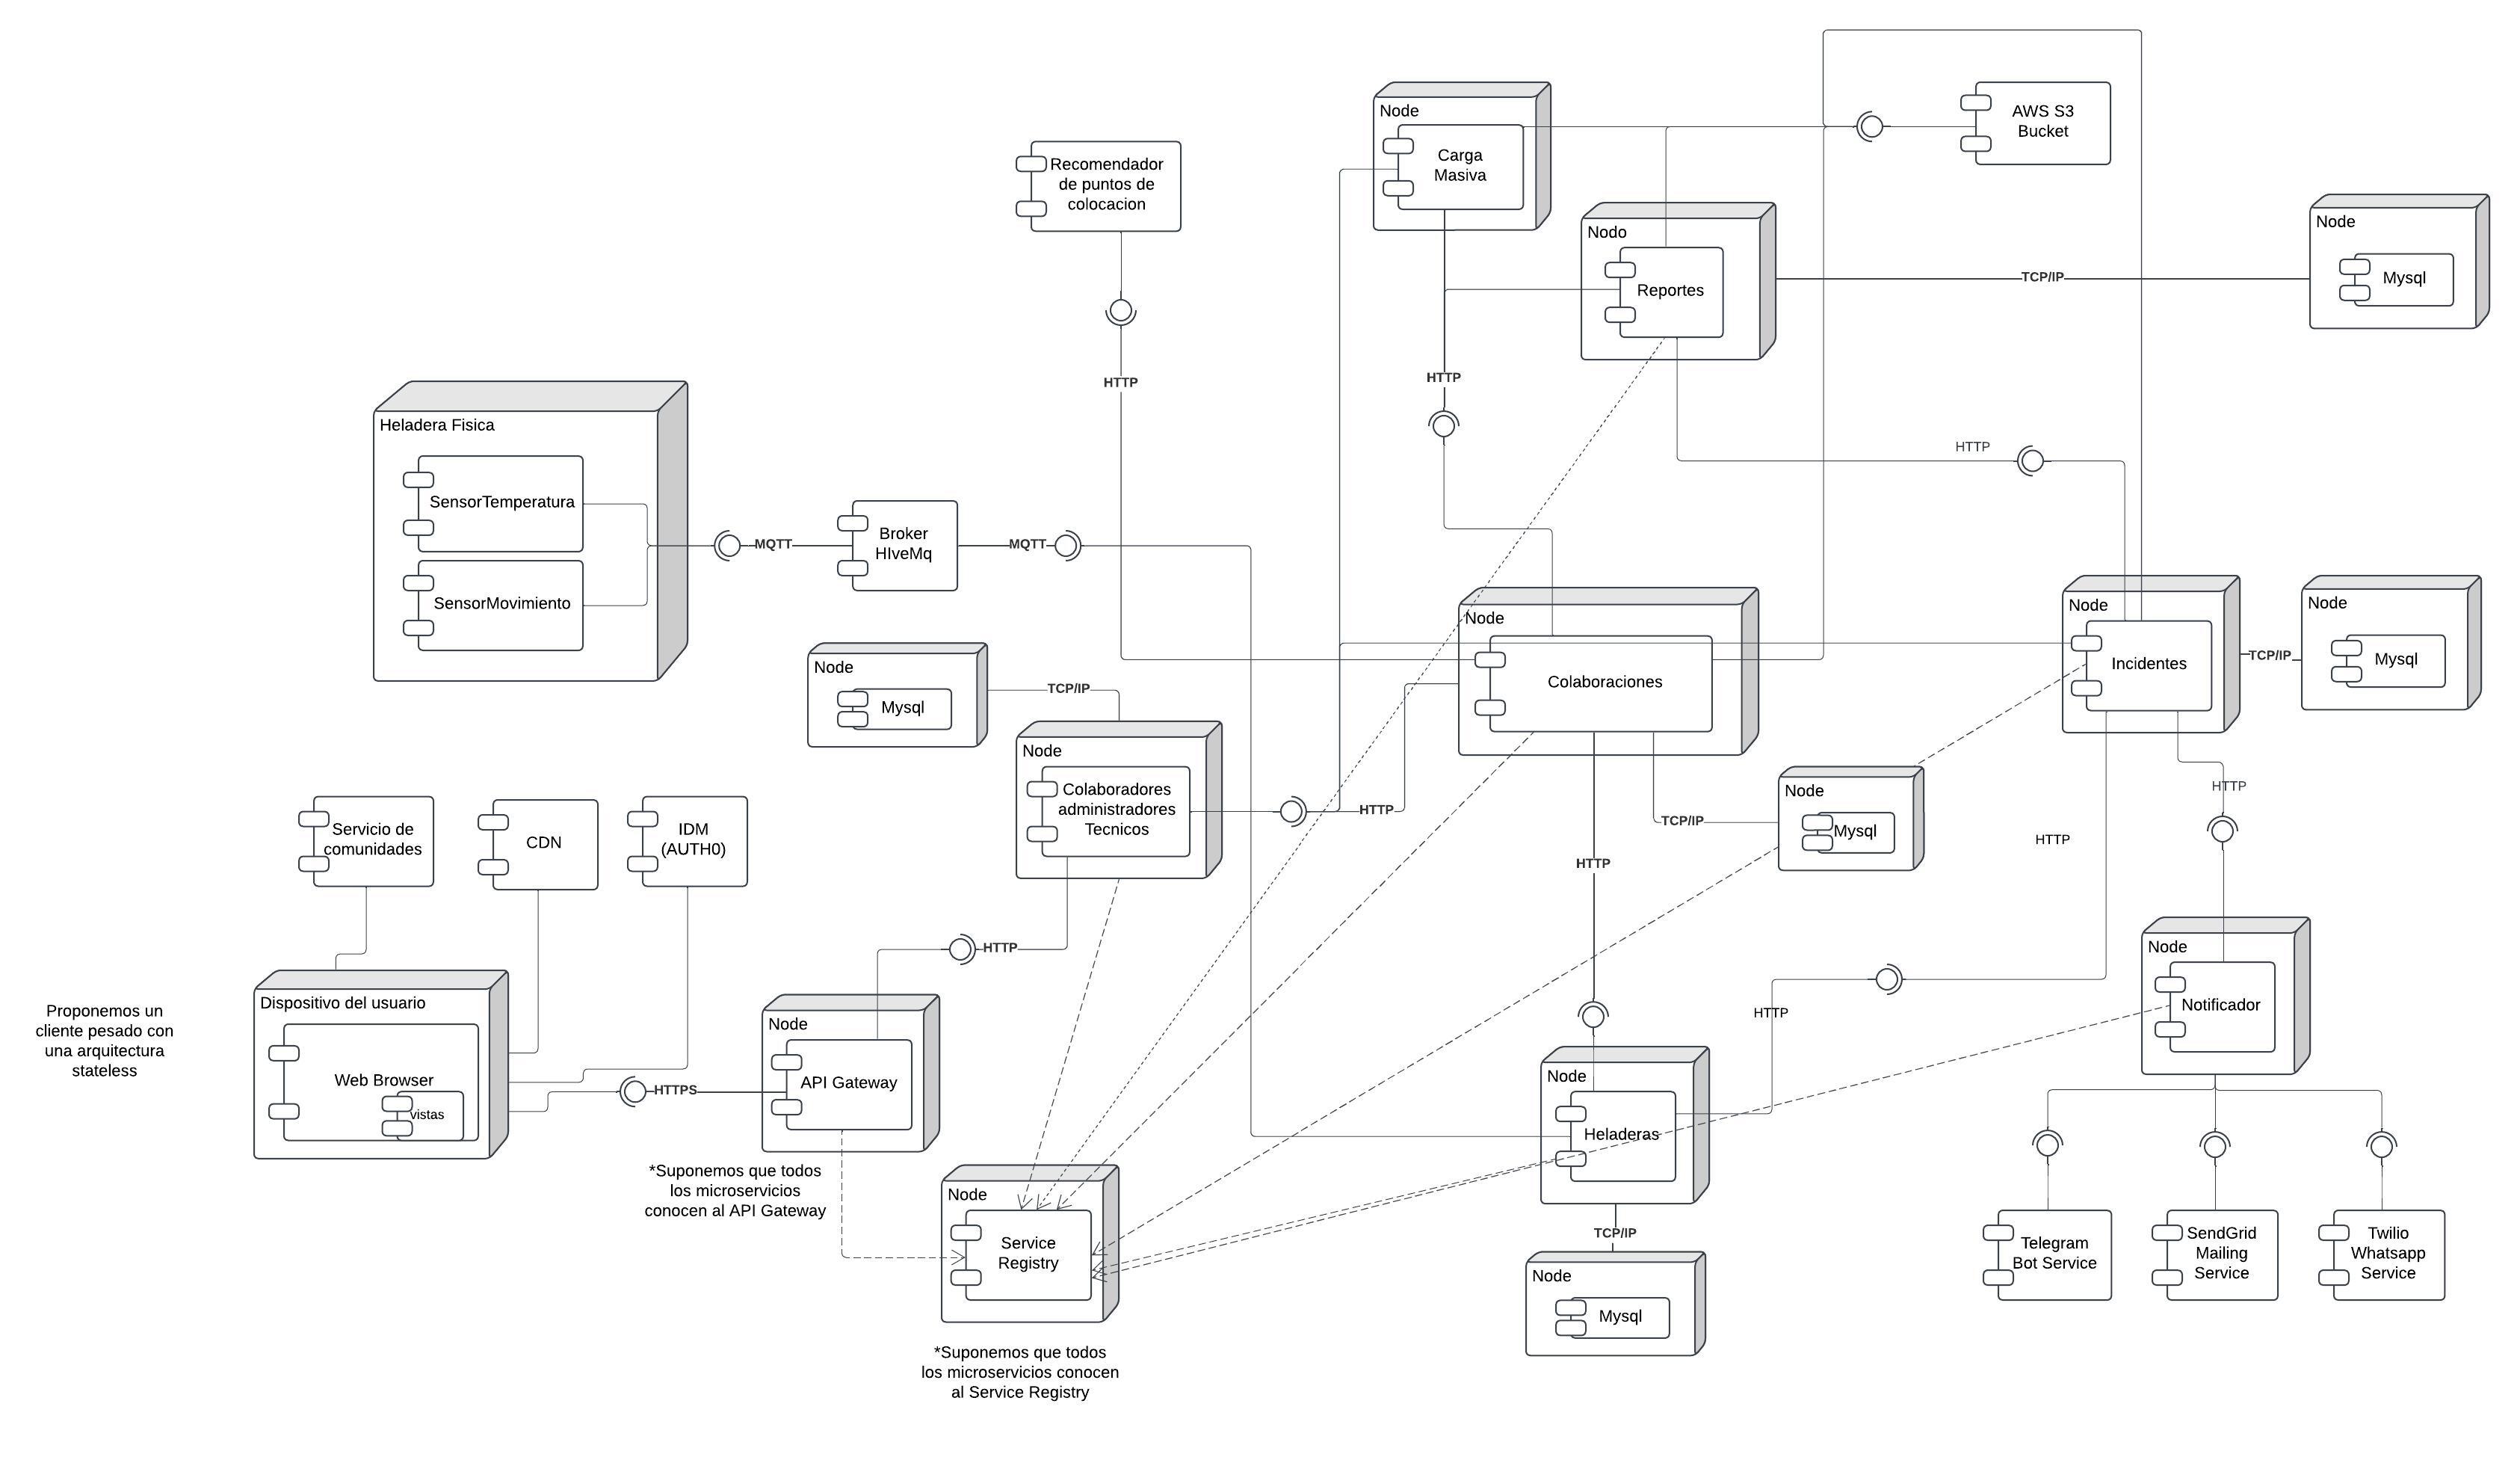 Node
Carga
Masiva
AWS S3
Bucket
Recomendador
de puntos de
colocacion
Nodo
Reportes
TCP/IP
Node
Mysql
HTTP
HTTP
HTTP
Heladera Fisica
SensorTemperatura
SensorMovimiento
MQTT
Broker
HIveMq
MQTT
Node
Mysql
TCP/IP
Node
Colaboradores
administradores
Tecnicos
HTTP
Node
Colaboraciones
Node
Incidentes
TCP/IP
Node
Mysql
TCP/IP
Node
Mysql
HTTP
HTTP
HTTP
Servicio de
comunidades
CDN
IDM
(AUTH0)
HTTP
Proponemos un
cliente pesado con
una arquitectura
stateless
Dispositivo del usuario
Web Browser
vistas
HTTPS
Node
API Gateway
*Suponemos que todos
los microservicios
conocen al API Gateway
Node
Service
Registry
*Suponemos que todos
los microservicios conocen
al Service Registry
HTTP
Node
Heladeras
TCP/IP
Node
Mysql
Node
Notificador
Telegram
Bot Service
SendGrid
Mailing
Service
Twilio
Whatsapp
Service